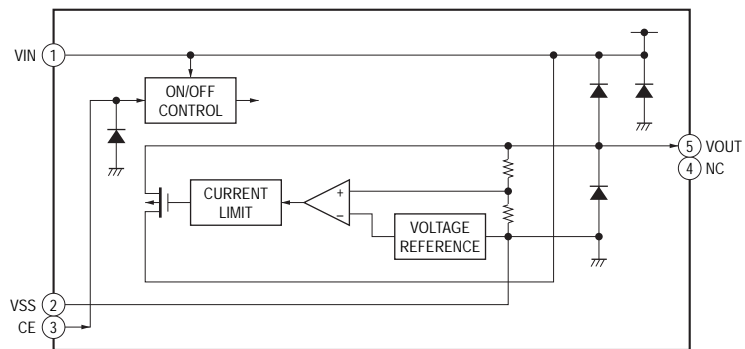 VIN 1
ON/OFF
CONTROL
5 VOUT
4 NC
CURRENT
LIMIT
+
−
VOLTAGE
REFERENCE
VSS 2
CE 3